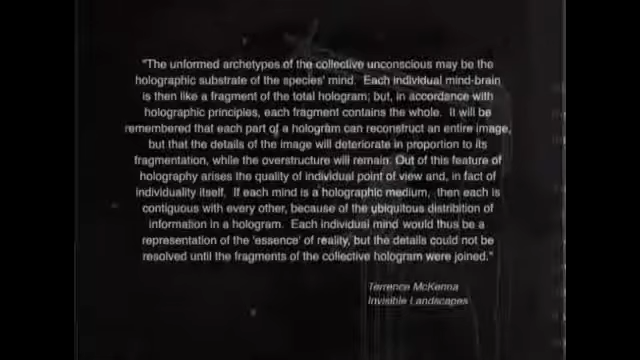 "The unformed archetypes of the collective unconscious may be the
holographic substrate of the species' mind.  Each individual mind-brain
is then like a fragment of the total hologram; but, in accordance with
holographic principles, each fragment contains the whole.  It will be
remembered that each part of a hologram can reconstruct an entire image,
but that the details of the image will deteriorate in proportion to its
fragmentation, while the overstructure will remain.  Out of this feature of
holography arises the quality of individual point of view and, in fact of
individuality itself.  If each mind is a holographic medium,  then each is
contiguous with every other, because of the ubiquitous distribition of
information in a hologram.  Each individual mind would thus be a
representation of the 'essence' of reality, but the details could not be
resolved until the fragments of the collective hologram were joined."
Terrence McKenna
Invisible Landscapes